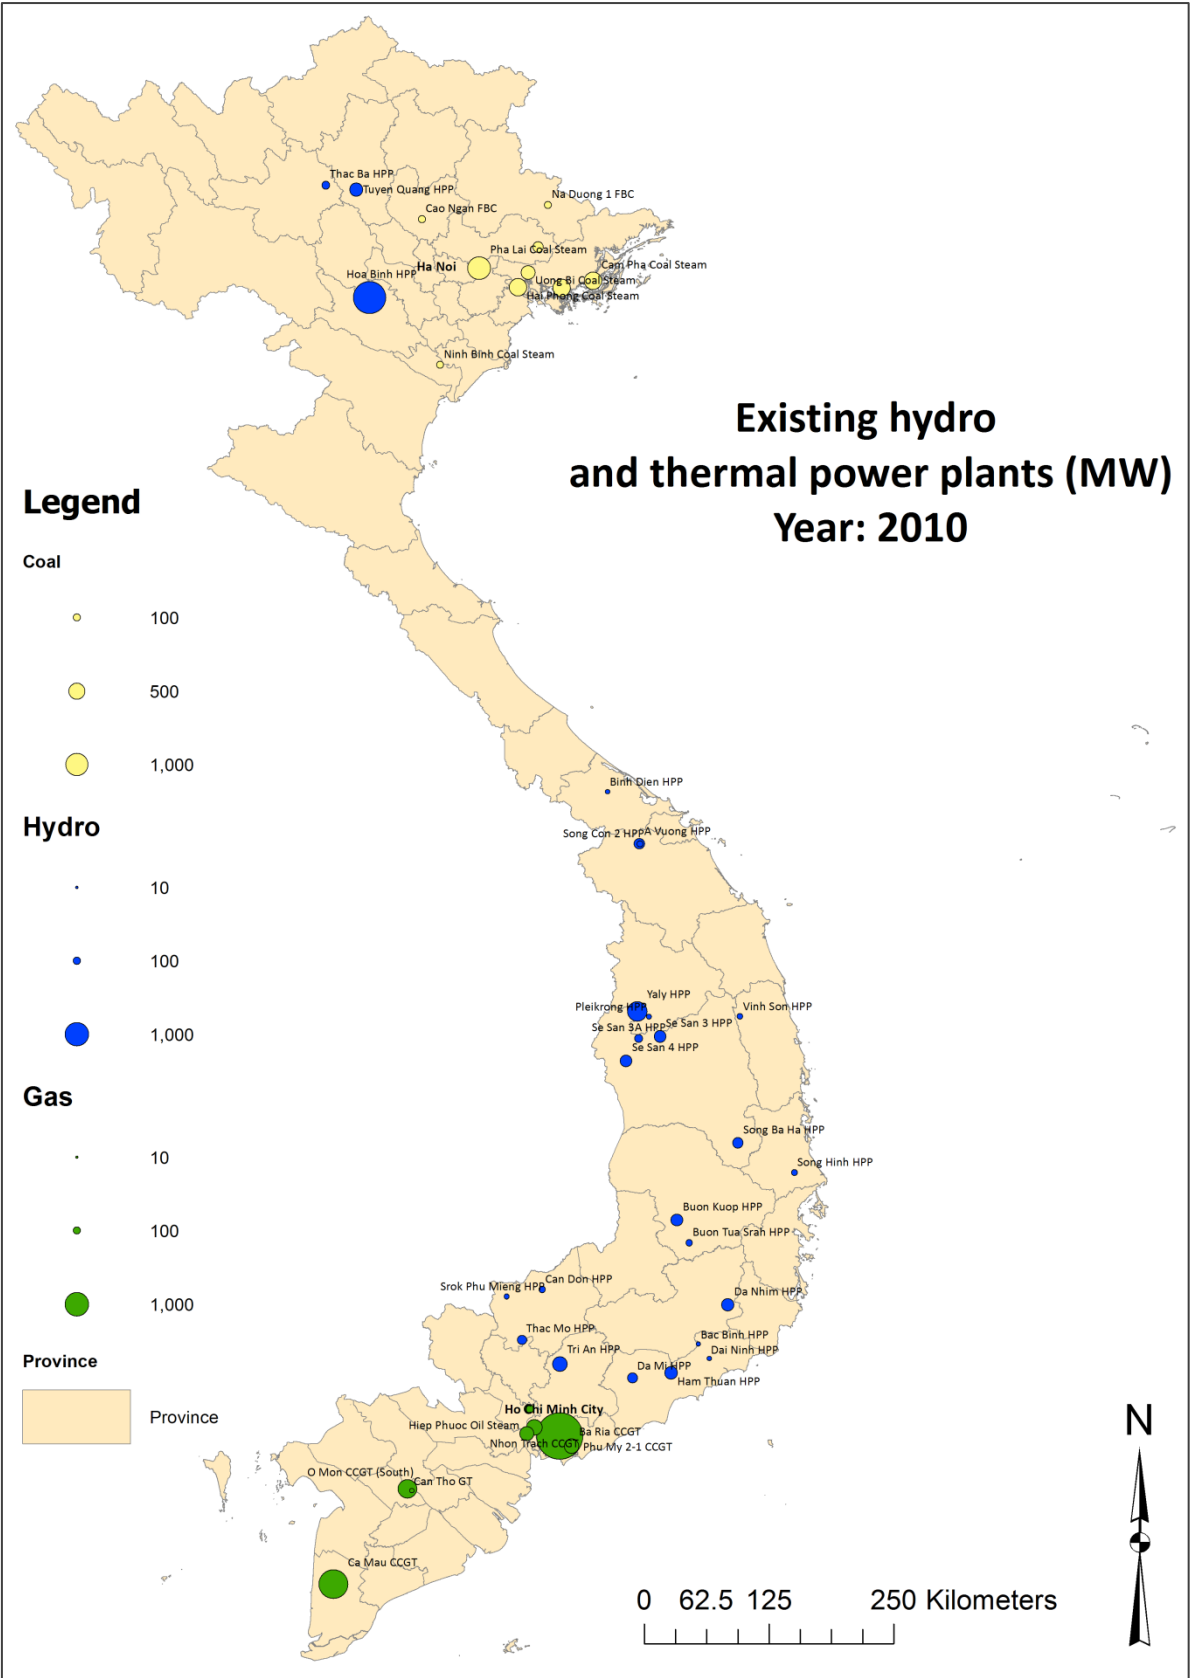 Thac Ba HPP
Tuyen Quang HPP
Na Duong 1 FBC
Cao Ngan FBC
Pha Lai Coal Steam
Ha Noi
Cam Pha Coal Steam
Hoa Binh HPP
Uong Bi Coal Steam
Hai Phong Coal Steam
Ninh Binh Coal Steam
Existing hydro
and thermal power plants (MW)
Year: 2010
Legend
Coal
100
500
1,000
Hydro
10
100
1,000
Gas
10
100
1,000
Province
Province
Binh Dien HPP
Song Con 2 HPP
A Vuong HPP
Yaly HPP
Pleikrong HPP
Vinh Son HPP
Se San 3A HPP
Se San 3 HPP
Se San 4 HPP
Song Ba Ha HPP
Song Hinh HPP
Buon Kuop HPP
Buon Tua Srah HPP
Srok Phu Mieng HPP
Can Don HPP
Da Nhim HPP
Thac Mo HPP
Bac Binh HPP
Tri An HPP
Dai Ninh HPP
Da Mi HPP
Ham Thuan HPP
Ho Chi Minh City
Hiep Phuoc Oil Steam
Ba Ria CCGT
Nhon Trach CCGT
Phu My 2-1 CCGT
O Mon CCGT (South)
Can Tho GT
Ca Mau CCGT
N
0 62.5 125 250 Kilometers